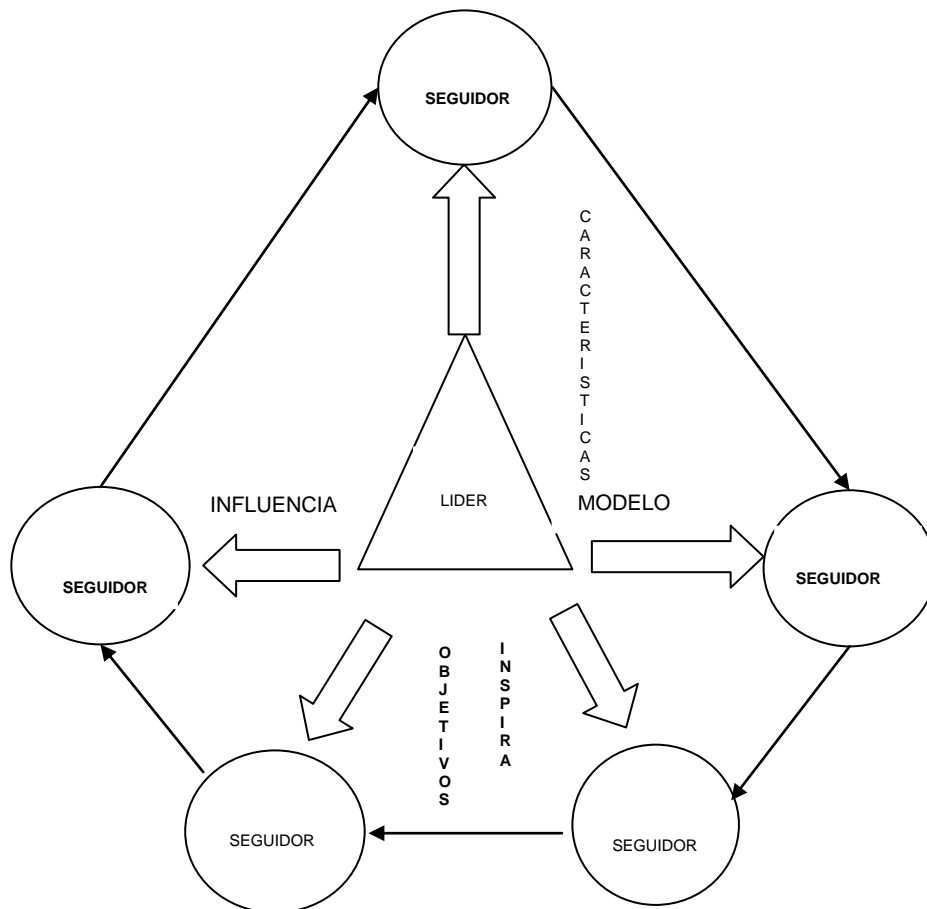 SEGUIDOR
CARACTERISTICAS
INFLUENCIA
LIDER
MODELO
SEGUIDOR
SEGUIDOR
OBJETIVOS
INSPIRA
SEGUIDOR
SEGUIDOR